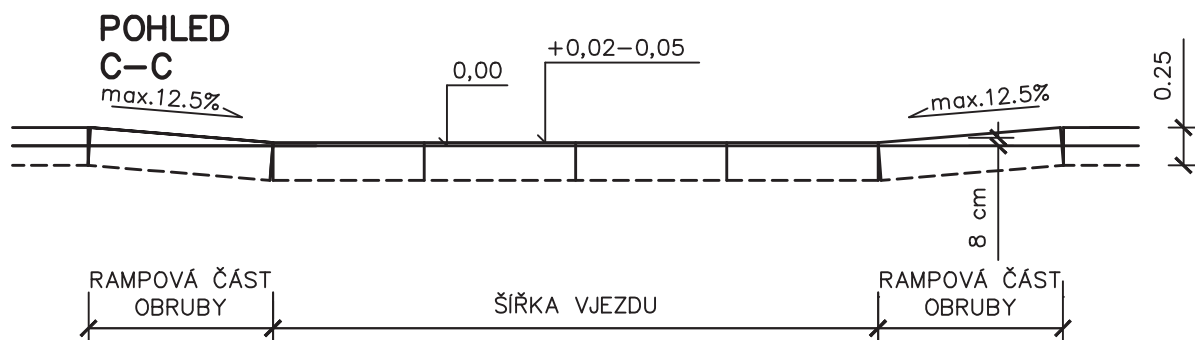 POHLED
C-C
max.12.5%
0,00
+0,02-0,05
max.12.5%
0.25
8 cm
RAMPOVÁ ČÁST
OBRUBY
ŠÍŘKA VJEZDU
RAMPOVÁ ČÁST
OBRUBY